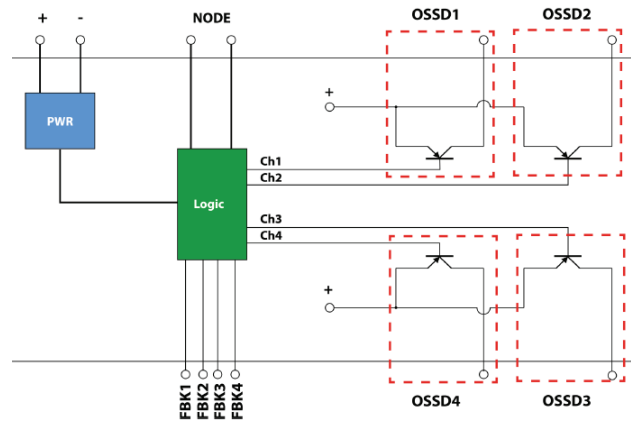 + - NODE OSSD1 OSSD2
PWR
+
Ch1
Ch2
Logic
Ch3
Ch4
+
FBK1
FBK2
FBK3
FBK4
OSSD4 OSSD3